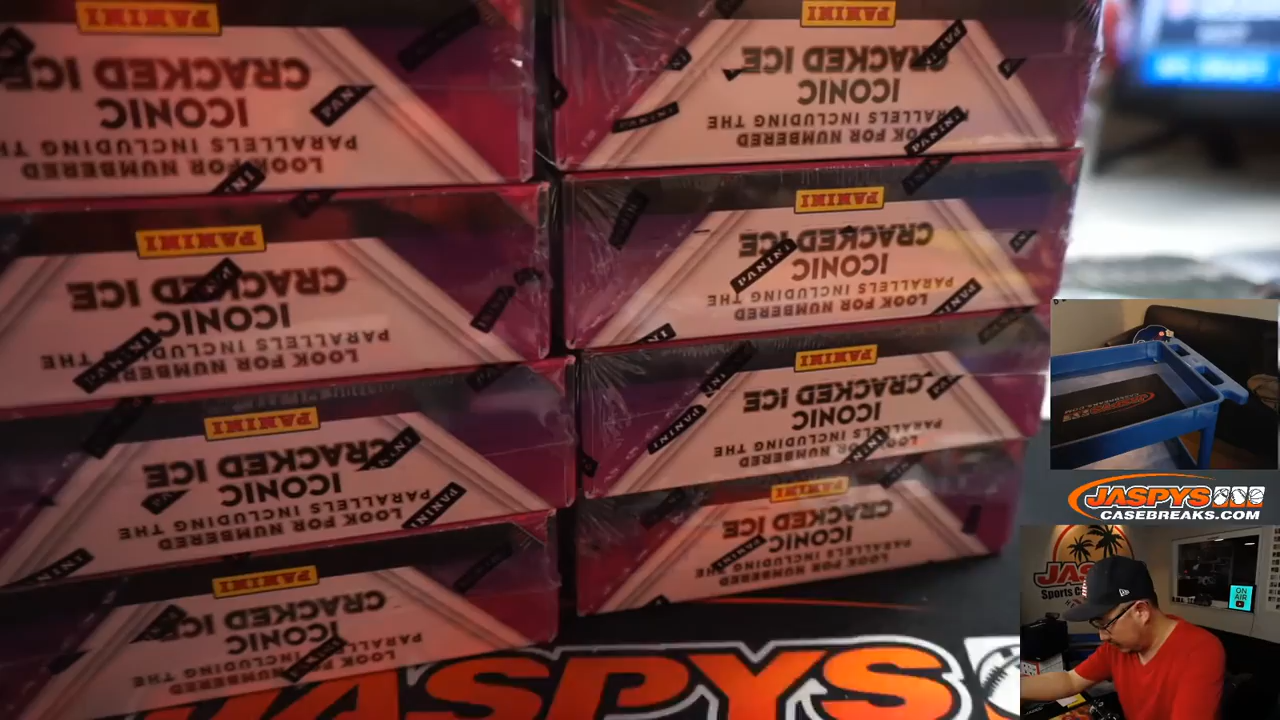 LOOK FOR NUMBERED
PARALLELS INCLUDING
ICONIC
CRACKED ICE
PANINI
LOOK FOR NUMBERED
PARALLELS INCLUDING THE
ICONIC
CRACKED ICE
PANINI
LOOK FOR NUMBERED
PARALLELS INCLUDING THE
ICONIC
CRACKED ICE
PANINI
LOOK FOR NUMBERED
PARALLELS INCLUDING THE
ICONIC
CRACKED ICE
PANINI
LOOK FOR NUMBERED
PARALLELS INCLUDING THE
ICONIC
CRACKED ICE
PANINI
LOOK FOR NUMBERED
PARALLELS INCLUDING THE
ICONIC
CRACKED ICE
PANINI
LOOK
PARALLELS INCLUDING THE
ICONIC
CRACKED ICE
PANINI
LOOK FOR NUMBERED
PARALLELS INCLUDING THE
ICONIC
CRACKED ICE
PANINI
JASPYS
JASPYS
CASEBREAKS.COM
ON
AIR